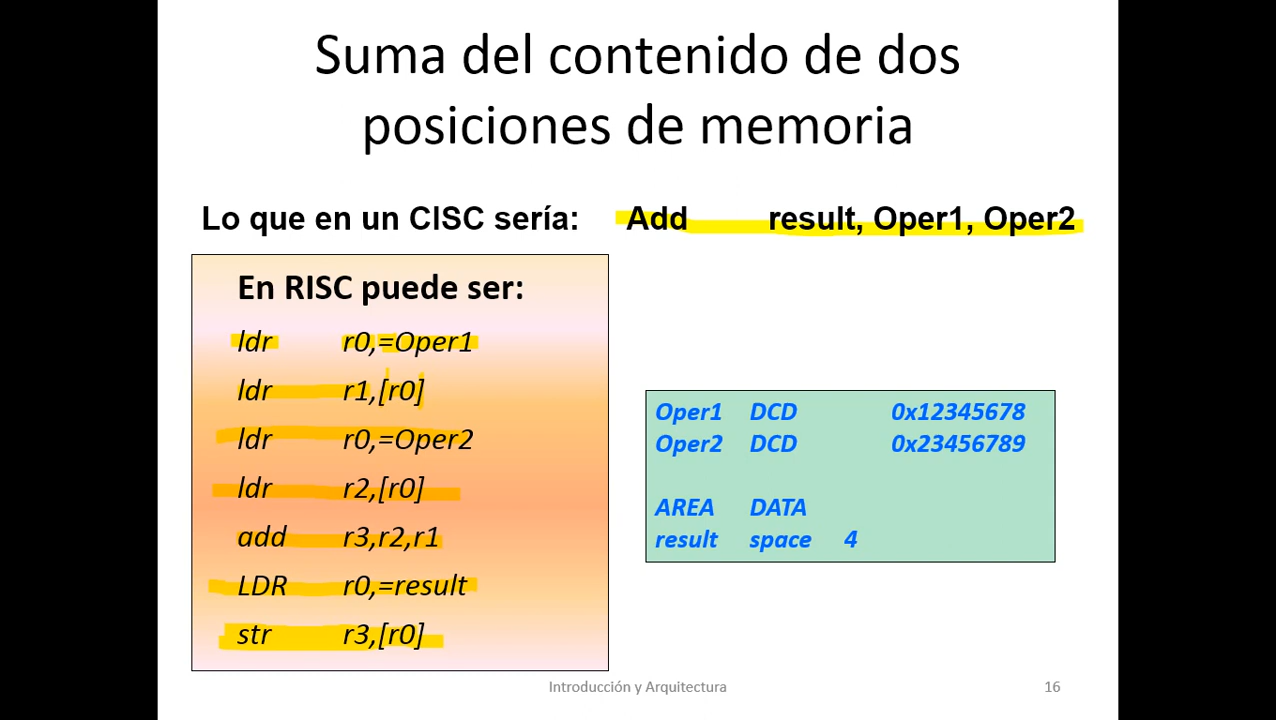 Suma del contenido de dos
posiciones de memoria
Lo que en un CISC sería: Add result, Oper1, Oper2
En RISC puede ser:
ldr r0,=Oper1
ldr r1,[r0]
ldr r0,=Oper2
ldr r2,[r0]
add r3,r2,r1
LDR r0,=result
str r3,[r0]
Oper1 DCD 0x12345678
Oper2 DCD 0x23456789
AREA DATA
result space 4
Introducción y Arquitectura 16